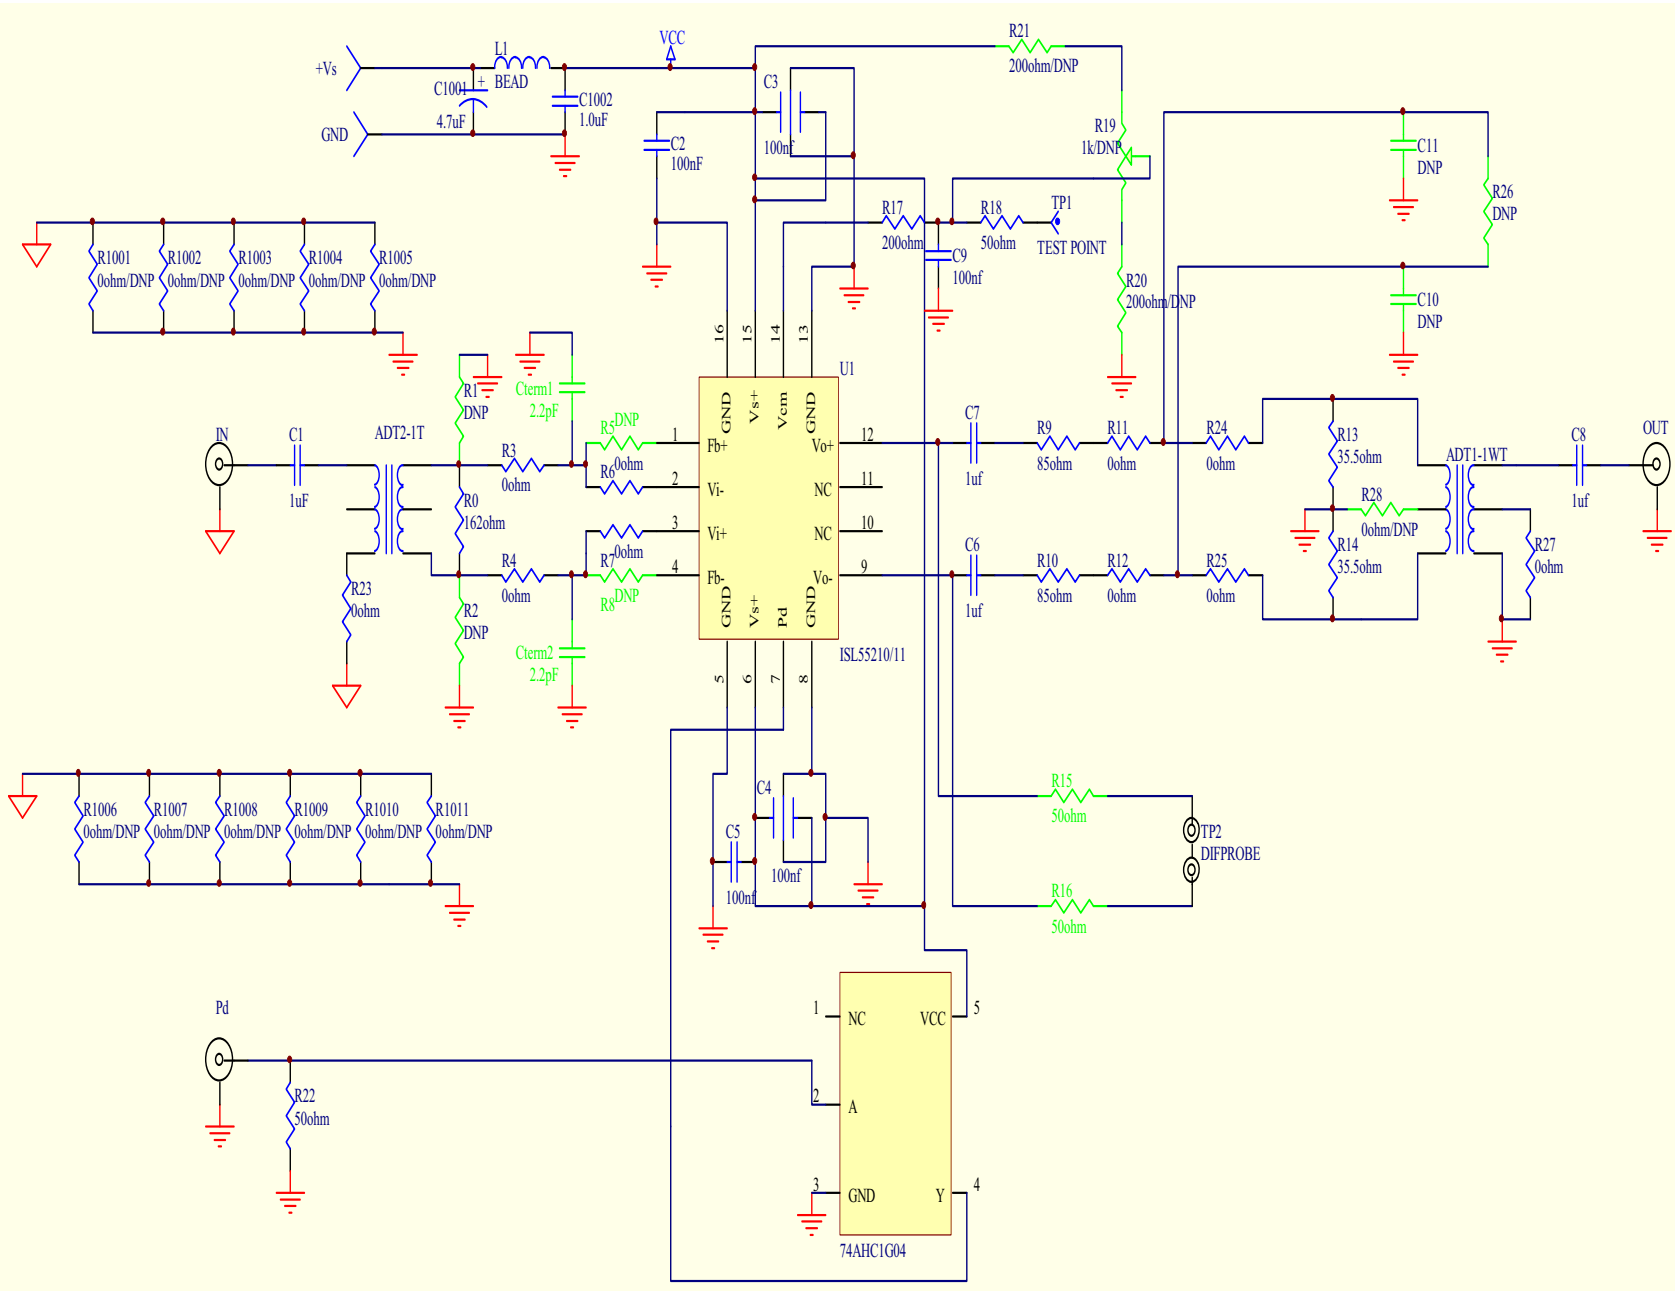 R21
200ohm/DNP
VCC
+Vs
L1
BEAD
C1001
+
4.7uF
C1002
1.0uF
GND
C3
100nf
C2
100nF
R19
1k/DNP
C11
DNP
R26
DNP
R17
200ohm
R18
50ohm
TP1
TEST POINT
C9
100nf
R20
200ohm/DNP
C10
DNP
R1001
0ohm/DNP
R1002
0ohm/DNP
R1003
0ohm/DNP
R1004
0ohm/DNP
R1005
0ohm/DNP
16
15
14
13
U1
GND
Vs+
Vcm
GND
R1
DNP
Cterm1
2.2pF
R5
DNP
0ohm
R6
1
Fb+
2
Vi-
3
Vi+
4
Fb-
12
Vo+
11
NC
10
NC
9
Vo-
IN
C1
1uF
ADT2-1T
R3
0ohm
R0
162ohm
R4
0ohm
0ohm
R7
R8
DNP
R23
0ohm
R2
DNP
Cterm2
2.2pF
GND
Vs+
Pd
GND
ISL55210/11
5
6
7
8
C7
1uf
R9
85ohm
R11
0ohm
R24
0ohm
R13
35.5ohm
R28
0ohm/DNP
R14
35.5ohm
ADT1-1WT
C8
1uf
OUT
R27
0ohm
C6
1uf
R10
85ohm
R12
0ohm
R25
0ohm
R1006
0ohm/DNP
R1007
0ohm/DNP
R1008
0ohm/DNP
R1009
0ohm/DNP
R1010
0ohm/DNP
R1011
0ohm/DNP
C4
100nf
C5
100nf
R15
50ohm
TP2
DIFPROBE
R16
50ohm
Pd
R22
50ohm
1
NC
VCC
5
2
A
3
GND
Y
4
74AHC1G04